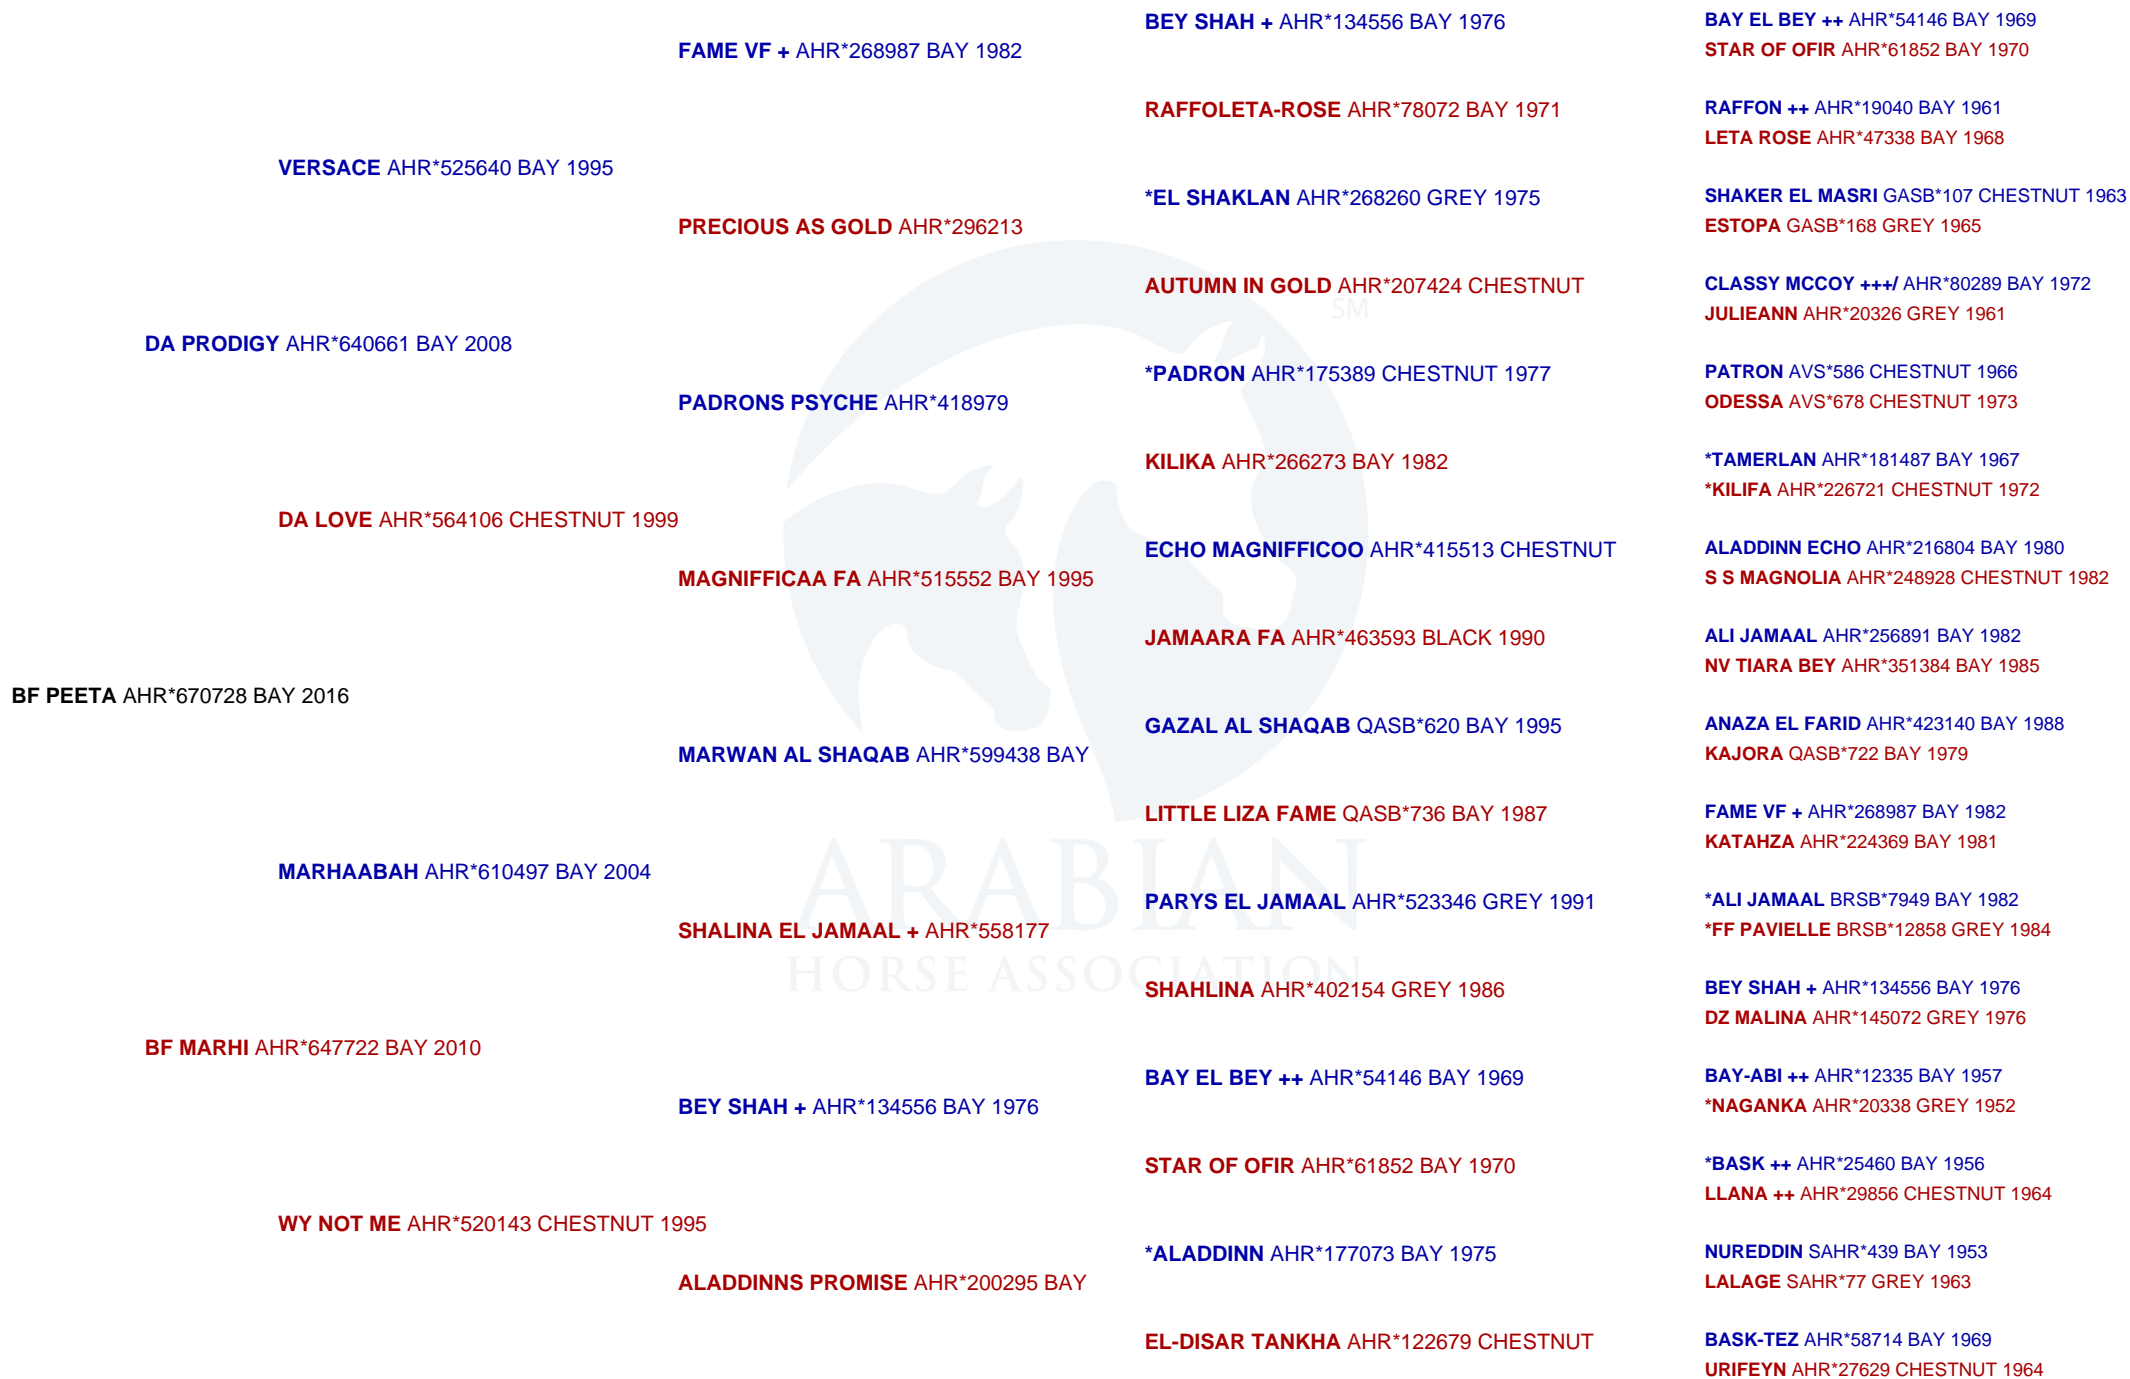 BEY SHAH + AHR*134556 BAY 1976
BAY EL BEY ++ AHR*54146 BAY 1969
FAME VF + AHR*268987 BAY 1982
STAR OF OFIR AHR*61852 BAY 1970
RAFFOLETA-ROSE AHR*78072 BAY 1971
RAFFON ++ AHR*19040 BAY 1961
LETA ROSE AHR*47338 BAY 1968
VERSACE AHR*525640 BAY 1995
*EL SHAKLAN AHR*268260 GREY 1975
SHAKER EL MASRI GASB*107 CHESTNUT 1963
PRECIOUS AS GOLD AHR*296213
ESTOPA GASB*168 GREY 1965
AUTUMN IN GOLD AHR*207424 CHESTNUT
CLASSY MCCOY +++/ AHR*80289 BAY 1972
SM
JULIEANN AHR*20326 GREY 1961
DA PRODIGY AHR*640661 BAY 2008
*PADRON AHR*175389 CHESTNUT 1977
PATRON AVS*586 CHESTNUT 1966
PADRONS PSYCHE AHR*418979
ODESSA AVS*678 CHESTNUT 1973
KILIKA AHR*266273 BAY 1982
*TAMERLAN AHR*181487 BAY 1967
*KILIFA AHR*226721 CHESTNUT 1972
DA LOVE AHR*564106 CHESTNUT 1999
ECHO MAGNIFFICOO AHR*415513 CHESTNUT
ALADDINN ECHO AHR*216804 BAY 1980
MAGNIFFICAA FA AHR*515552 BAY 1995
S S MAGNOLIA AHR*248928 CHESTNUT 1982
JAMAARA FA AHR*463593 BLACK 1990
ALI JAMAAL AHR*256891 BAY 1982
NV TIARA BEY AHR*351384 BAY 1985
BF PEETA AHR*670728 BAY 2016
GAZAL AL SHAQAB QASB*620 BAY 1995
ANAZA EL FARID AHR*423140 BAY 1988
MARWAN AL SHAQAB AHR*599438 BAY
KAJORA QASB*722 BAY 1979
LITTLE LIZA FAME QASB*736 BAY 1987
FAME VF + AHR*268987 BAY 1982
KATAHZA AHR*224369 BAY 1981
MARHAABAH AHR*610497 BAY 2004
ARABIAN
PARYS EL JAMAAL AHR*523346 GREY 1991
*ALI JAMAAL BRSB*7949 BAY 1982
SHALINA EL JAMAAL + AHR*558177
*FF PAVIELLE BRSB*12858 GREY 1984
HORSE ASSOCIATION
SHAHLINA AHR*402154 GREY 1986
BEY SHAH + AHR*134556 BAY 1976
DZ MALINA AHR*145072 GREY 1976
BF MARHI AHR*647722 BAY 2010
BAY EL BEY ++ AHR*54146 BAY 1969
BAY-ABI ++ AHR*12335 BAY 1957
BEY SHAH + AHR*134556 BAY 1976
*NAGANKA AHR*20338 GREY 1952
STAR OF OFIR AHR*61852 BAY 1970
*BASK ++ AHR*25460 BAY 1956
LLANA ++ AHR*29856 CHESTNUT 1964
WY NOT ME AHR*520143 CHESTNUT 1995
*ALADDINN AHR*177073 BAY 1975
NUREDDIN SAHR*439 BAY 1953
ALADDINNS PROMISE AHR*200295 BAY
LALAGE SAHR*77 GREY 1963
EL-DISAR TANKHA AHR*122679 CHESTNUT
BASK-TEZ AHR*58714 BAY 1969
URIFEYN AHR*27629 CHESTNUT 1964